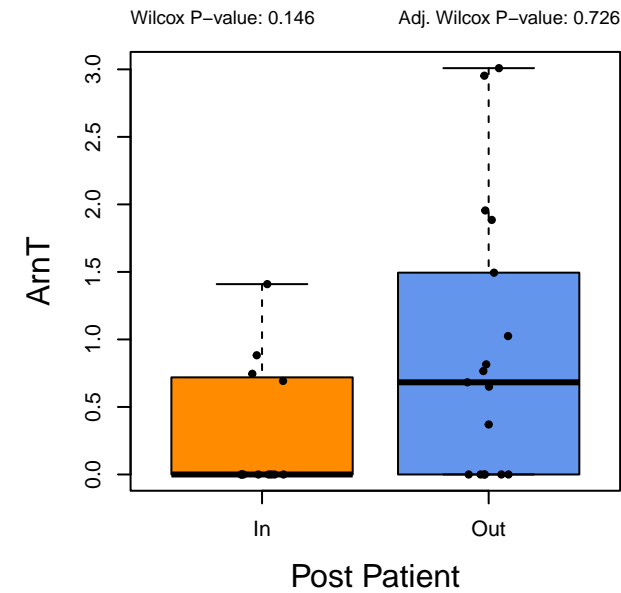 Wilcox P−value: 0.146 Adj. Wilcox P−value: 0.726
3.0
2.5
2.0
1.5
1.0
0.5
0.0
ArnT
In Out
Post Patient